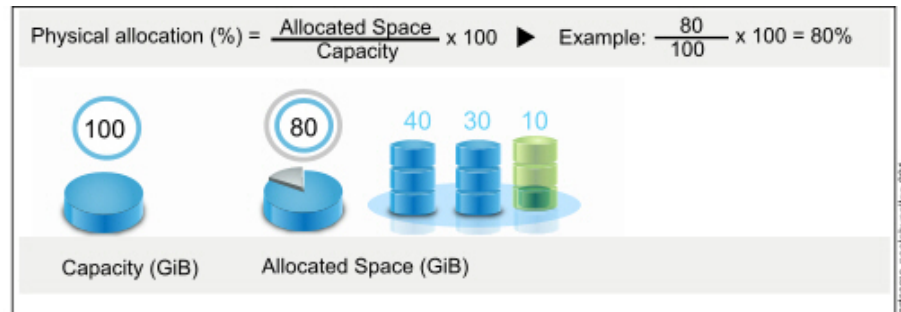 Physical allocation (%) = Allocated Space / Capacity x 100 ▶ Example: 80 / 100 x 100 = 80%
100
80
40 30 10
Capacity (GiB)
Allocated Space (GiB)